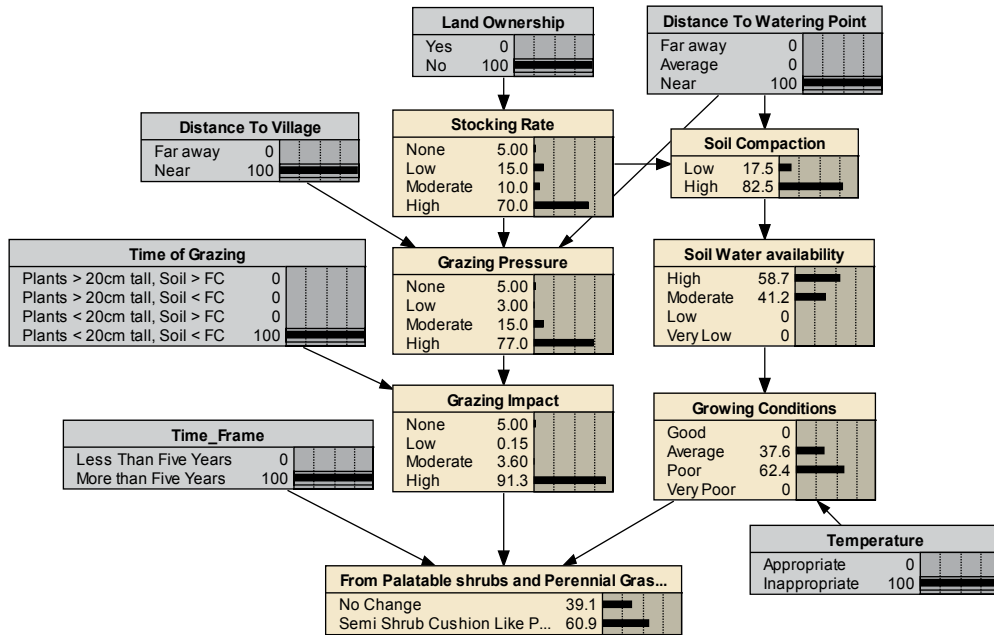 Land Ownership
Yes 0
No 100
Distance To Watering Point
Far away 0
Average 0
Near 100
Distance To Village
Far away 0
Near 100
Stocking Rate
None 5.00
Low 15.0
Moderate 10.0
High 70.0
Soil Compaction
Low 17.5
High 82.5
Time of Grazing
Plants > 20cm tall, Soil > FC 0
Plants > 20cm tall, Soil < FC 0
Plants < 20cm tall, Soil > FC 0
Plants < 20cm tall, Soil < FC 100
Grazing Pressure
None 5.00
Low 3.00
Moderate 15.0
High 77.0
Soil Water availability
High 58.7
Moderate 41.2
Low 0
Very Low 0
Grazing Impact
None 5.00
Low 0.15
Moderate 3.60
High 91.3
Growing Conditions
Good 0
Average 37.6
Poor 62.4
Very Poor 0
Time_Frame
Less Than Five Years 0
More than Five Years 100
Temperature
Appropriate 0
Inappropriate 100
From Palatable shrubs and Perennial Gras...
No Change 39.1
Semi Shrub Cushion Like P... 60.9